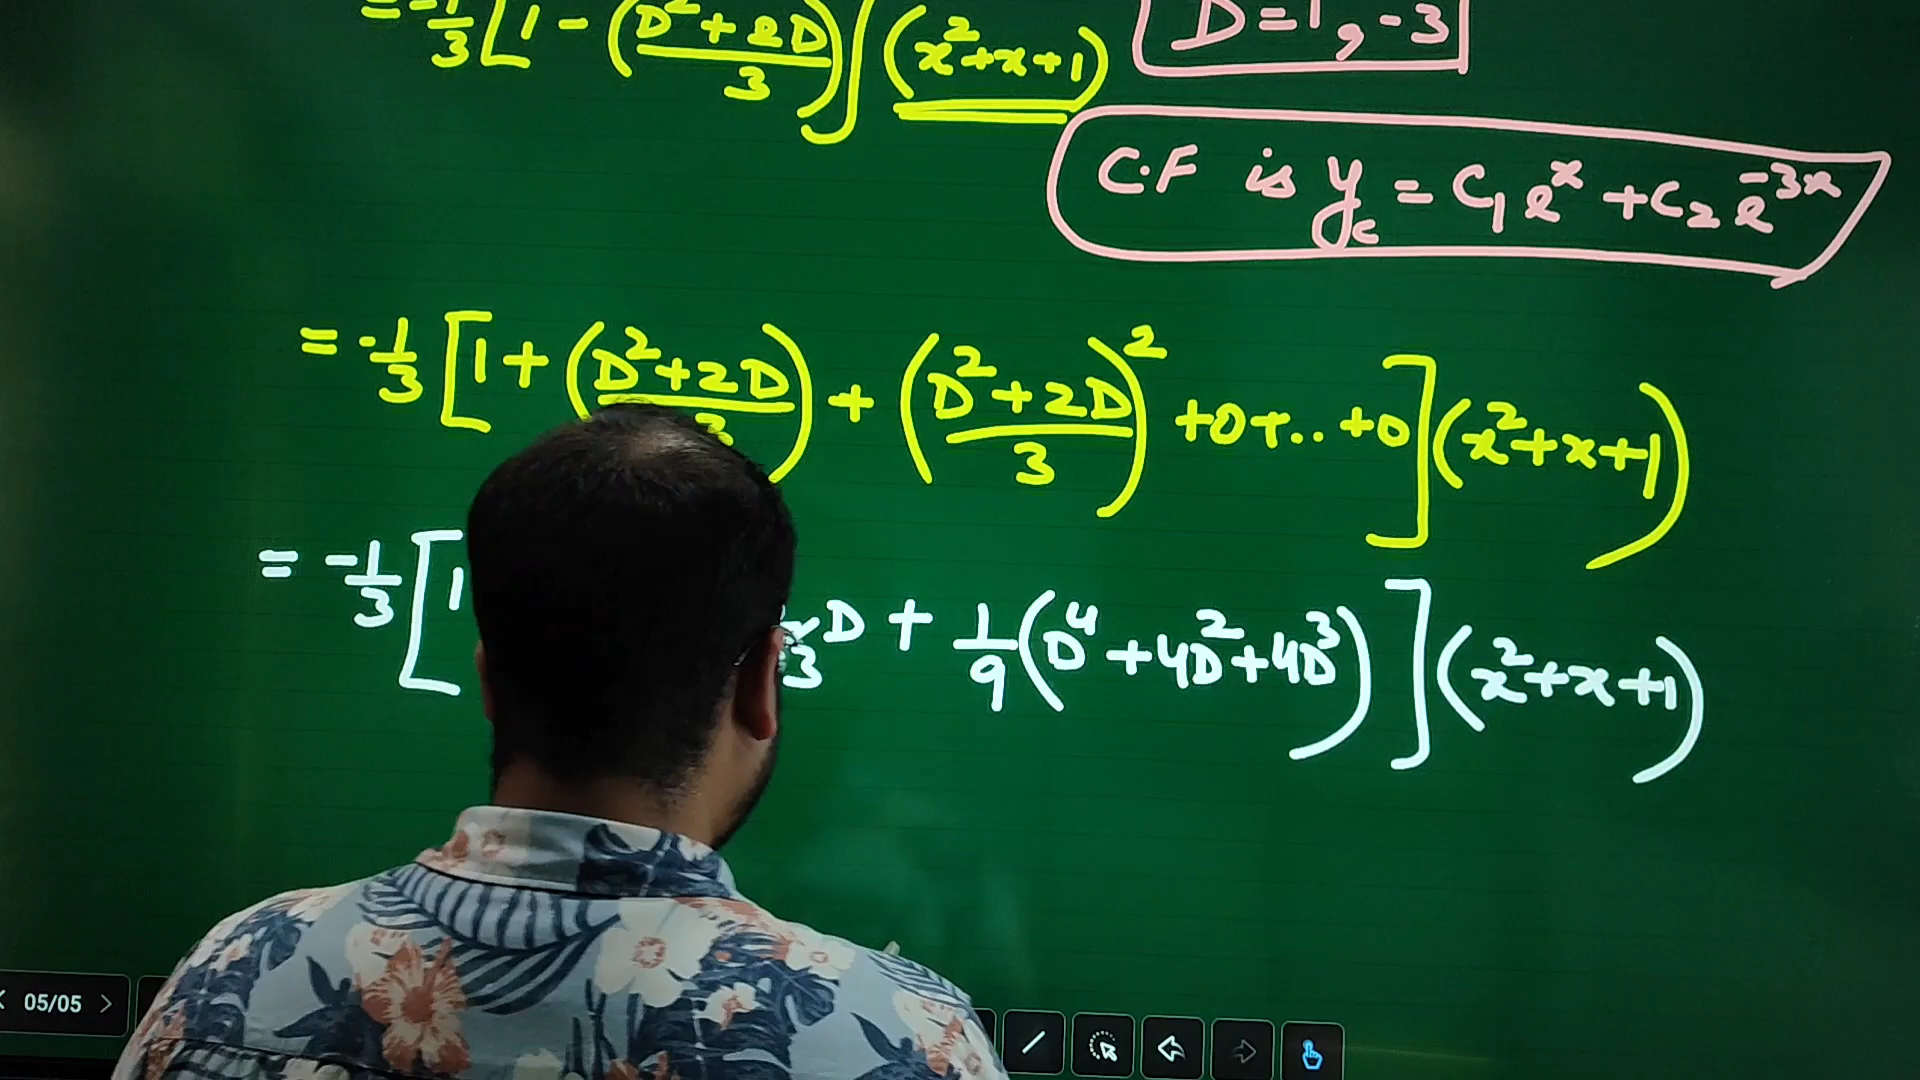 = -1/3 [1 - (D² + 2D / 3)] (x² + x + 1)
D = 1, -3
C.F is y_c = C₁ e^x + C₂ e^-3x
= -1/3 [1 + (D² + 2D / 3) + (D² + 2D / 3)² + 0 + .. + 0] (x² + x + 1)
= -1/3 [1 D + 1/9 (D⁴ + 4D² + 4D³)] (x² + x + 1)
05/05